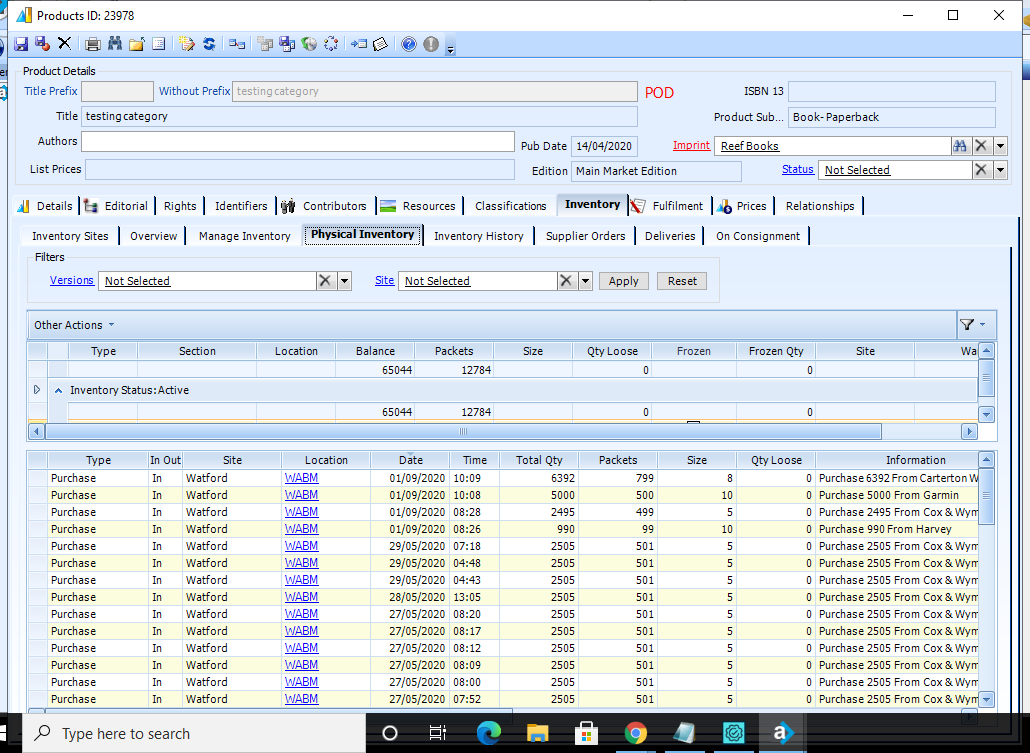 Products ID: 23978
Product Details
Title Prefix Without Prefix testing category POD ISBN 13
Title testing category Product Sub... Book- Paperback
Authors Pub Date 14/04/2020 Imprint Reef Books
List Prices Edition Main Market Edition Status Not Selected
Details Editorial Rights Identifiers Contributors Resources Classifications Inventory Fulfilment Prices Relationships
Inventory Sites Overview Manage Inventory Physical Inventory Inventory History Supplier Orders Deliveries On Consignment
Filters
Versions Not Selected Site Not Selected Apply Reset
Other Actions
Type Section Location Balance Packets Size Qty Loose Frozen Frozen Qty Site Wa
65044 12784 0 0
Inventory Status:Active
65044 12784 0 0
Type In Out Site Location Date Time Total Qty Packets Size Qty Loose Information
Purchase In Watford WABM 01/09/2020 10:09 6392 799 8 0 Purchase 6392 From Carterton W
Purchase In Watford WABM 01/09/2020 10:08 5000 500 10 0 Purchase 5000 From Garmin
Purchase In Watford WABM 01/09/2020 08:28 2495 499 5 0 Purchase 2495 From Cox & Wym
Purchase In Watford WABM 01/09/2020 08:26 990 99 10 0 Purchase 990 From Harvey
Purchase In Watford WABM 29/05/2020 07:18 2505 501 5 0 Purchase 2505 From Cox & Wym
Purchase In Watford WABM 29/05/2020 04:48 2505 501 5 0 Purchase 2505 From Cox & Wym
Purchase In Watford WABM 29/05/2020 04:43 2505 501 5 0 Purchase 2505 From Cox & Wym
Purchase In Watford WABM 28/05/2020 13:05 2505 501 5 0 Purchase 2505 From Cox & Wym
Purchase In Watford WABM 27/05/2020 08:20 2505 501 5 0 Purchase 2505 From Cox & Wym
Purchase In Watford WABM 27/05/2020 08:17 2505 501 5 0 Purchase 2505 From Cox & Wym
Purchase In Watford WABM 27/05/2020 08:12 2505 501 5 0 Purchase 2505 From Cox & Wym
Purchase In Watford WABM 27/05/2020 08:09 2505 501 5 0 Purchase 2505 From Cox & Wym
Purchase In Watford WABM 27/05/2020 08:00 2505 501 5 0 Purchase 2505 From Cox & Wym
Purchase In Watford WABM 27/05/2020 07:52 2505 501 5 0 Purchase 2505 From Cox & Wym
Type here to search